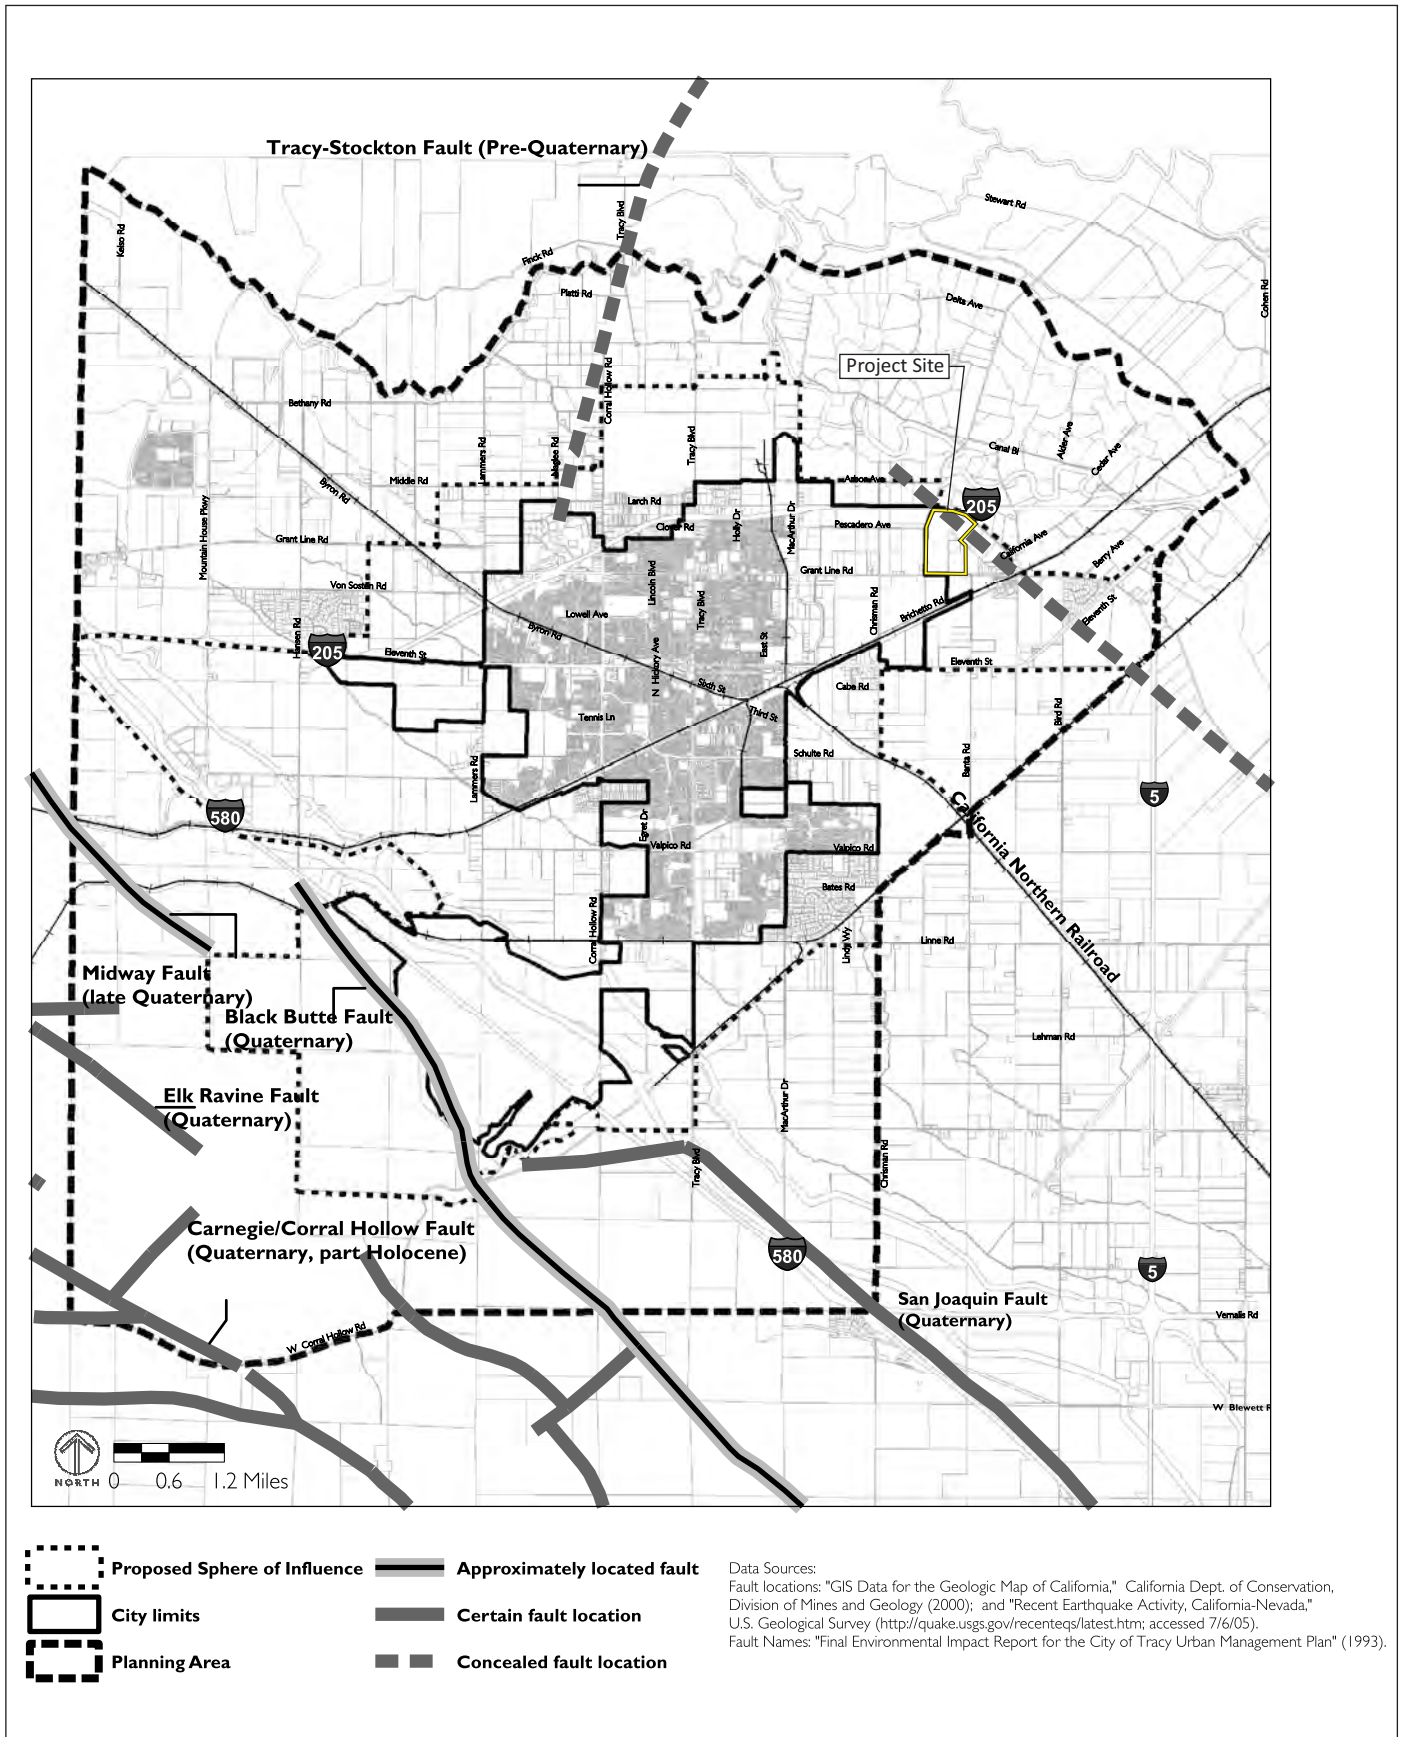 Tracy-Stockton Fault (Pre-Quaternary)
Stewart Rd
Tracy Blvd
Kelso Rd
Finck Rd
Cohen Rd
Platti Rd
Delta Ave
Project Site
Corral Hollow Rd
Bethany Rd
Tracy Blvd
Alder Ave
Canal Bl
Cedar Ave
Lammers Rd
Naglee Rd
Middle Rd
Arbor Ave
Byron Rd
Larch Rd
205
Mountain House Pkwy
Clover Rd
Holly Dr
MacArthur Dr
Pescadero Ave
Grant Line Rd
California Ave
Berry Ave
Grant Line Rd
Von Sosten Rd
Lincoln Blvd
Tracy Blvd
Chrisman Rd
Brichetto Rd
Eleventh St
Lowell Ave
Byron Rd
Hansen Rd
East St
205
Eleventh St
N Hickory Ave
Eleventh St
Sixth St
Cabe Rd
Tennis Ln
Third St
Bird Rd
Schulte Rd
Banta Rd
Lammers Rd
5
580
California Northern Railroad
Egret Dr
Valpico Rd
Valpico Rd
Bates Rd
Corral Hollow Rd
Lindy Wy
Linne Rd
Midway Fault
(late Quaternary)
Black Butte Fault
(Quaternary)
Lehman Rd
Elk Ravine Fault
(Quaternary)
MacArthur Dr
Tracy Blvd
Chrisman Rd
Carnegie/Corral Hollow Fault
(Quaternary, part Holocene)
580
5
San Joaquin Fault
(Quaternary)
Vernalis Rd
W Corral Hollow Rd
W Blewett R
NORTH
0 0.6 1.2 Miles
Proposed Sphere of Influence
City limits
Planning Area
Approximately located fault
Certain fault location
Concealed fault location
Data Sources:
Fault locations: "GIS Data for the Geologic Map of California," California Dept. of Conservation,
Division of Mines and Geology (2000); and "Recent Earthquake Activity, California-Nevada,"
U.S. Geological Survey (http://quake.usgs.gov/recenteqs/latest.htm; accessed 7/6/05).
Fault Names: "Final Environmental Impact Report for the City of Tracy Urban Management Plan" (1993).